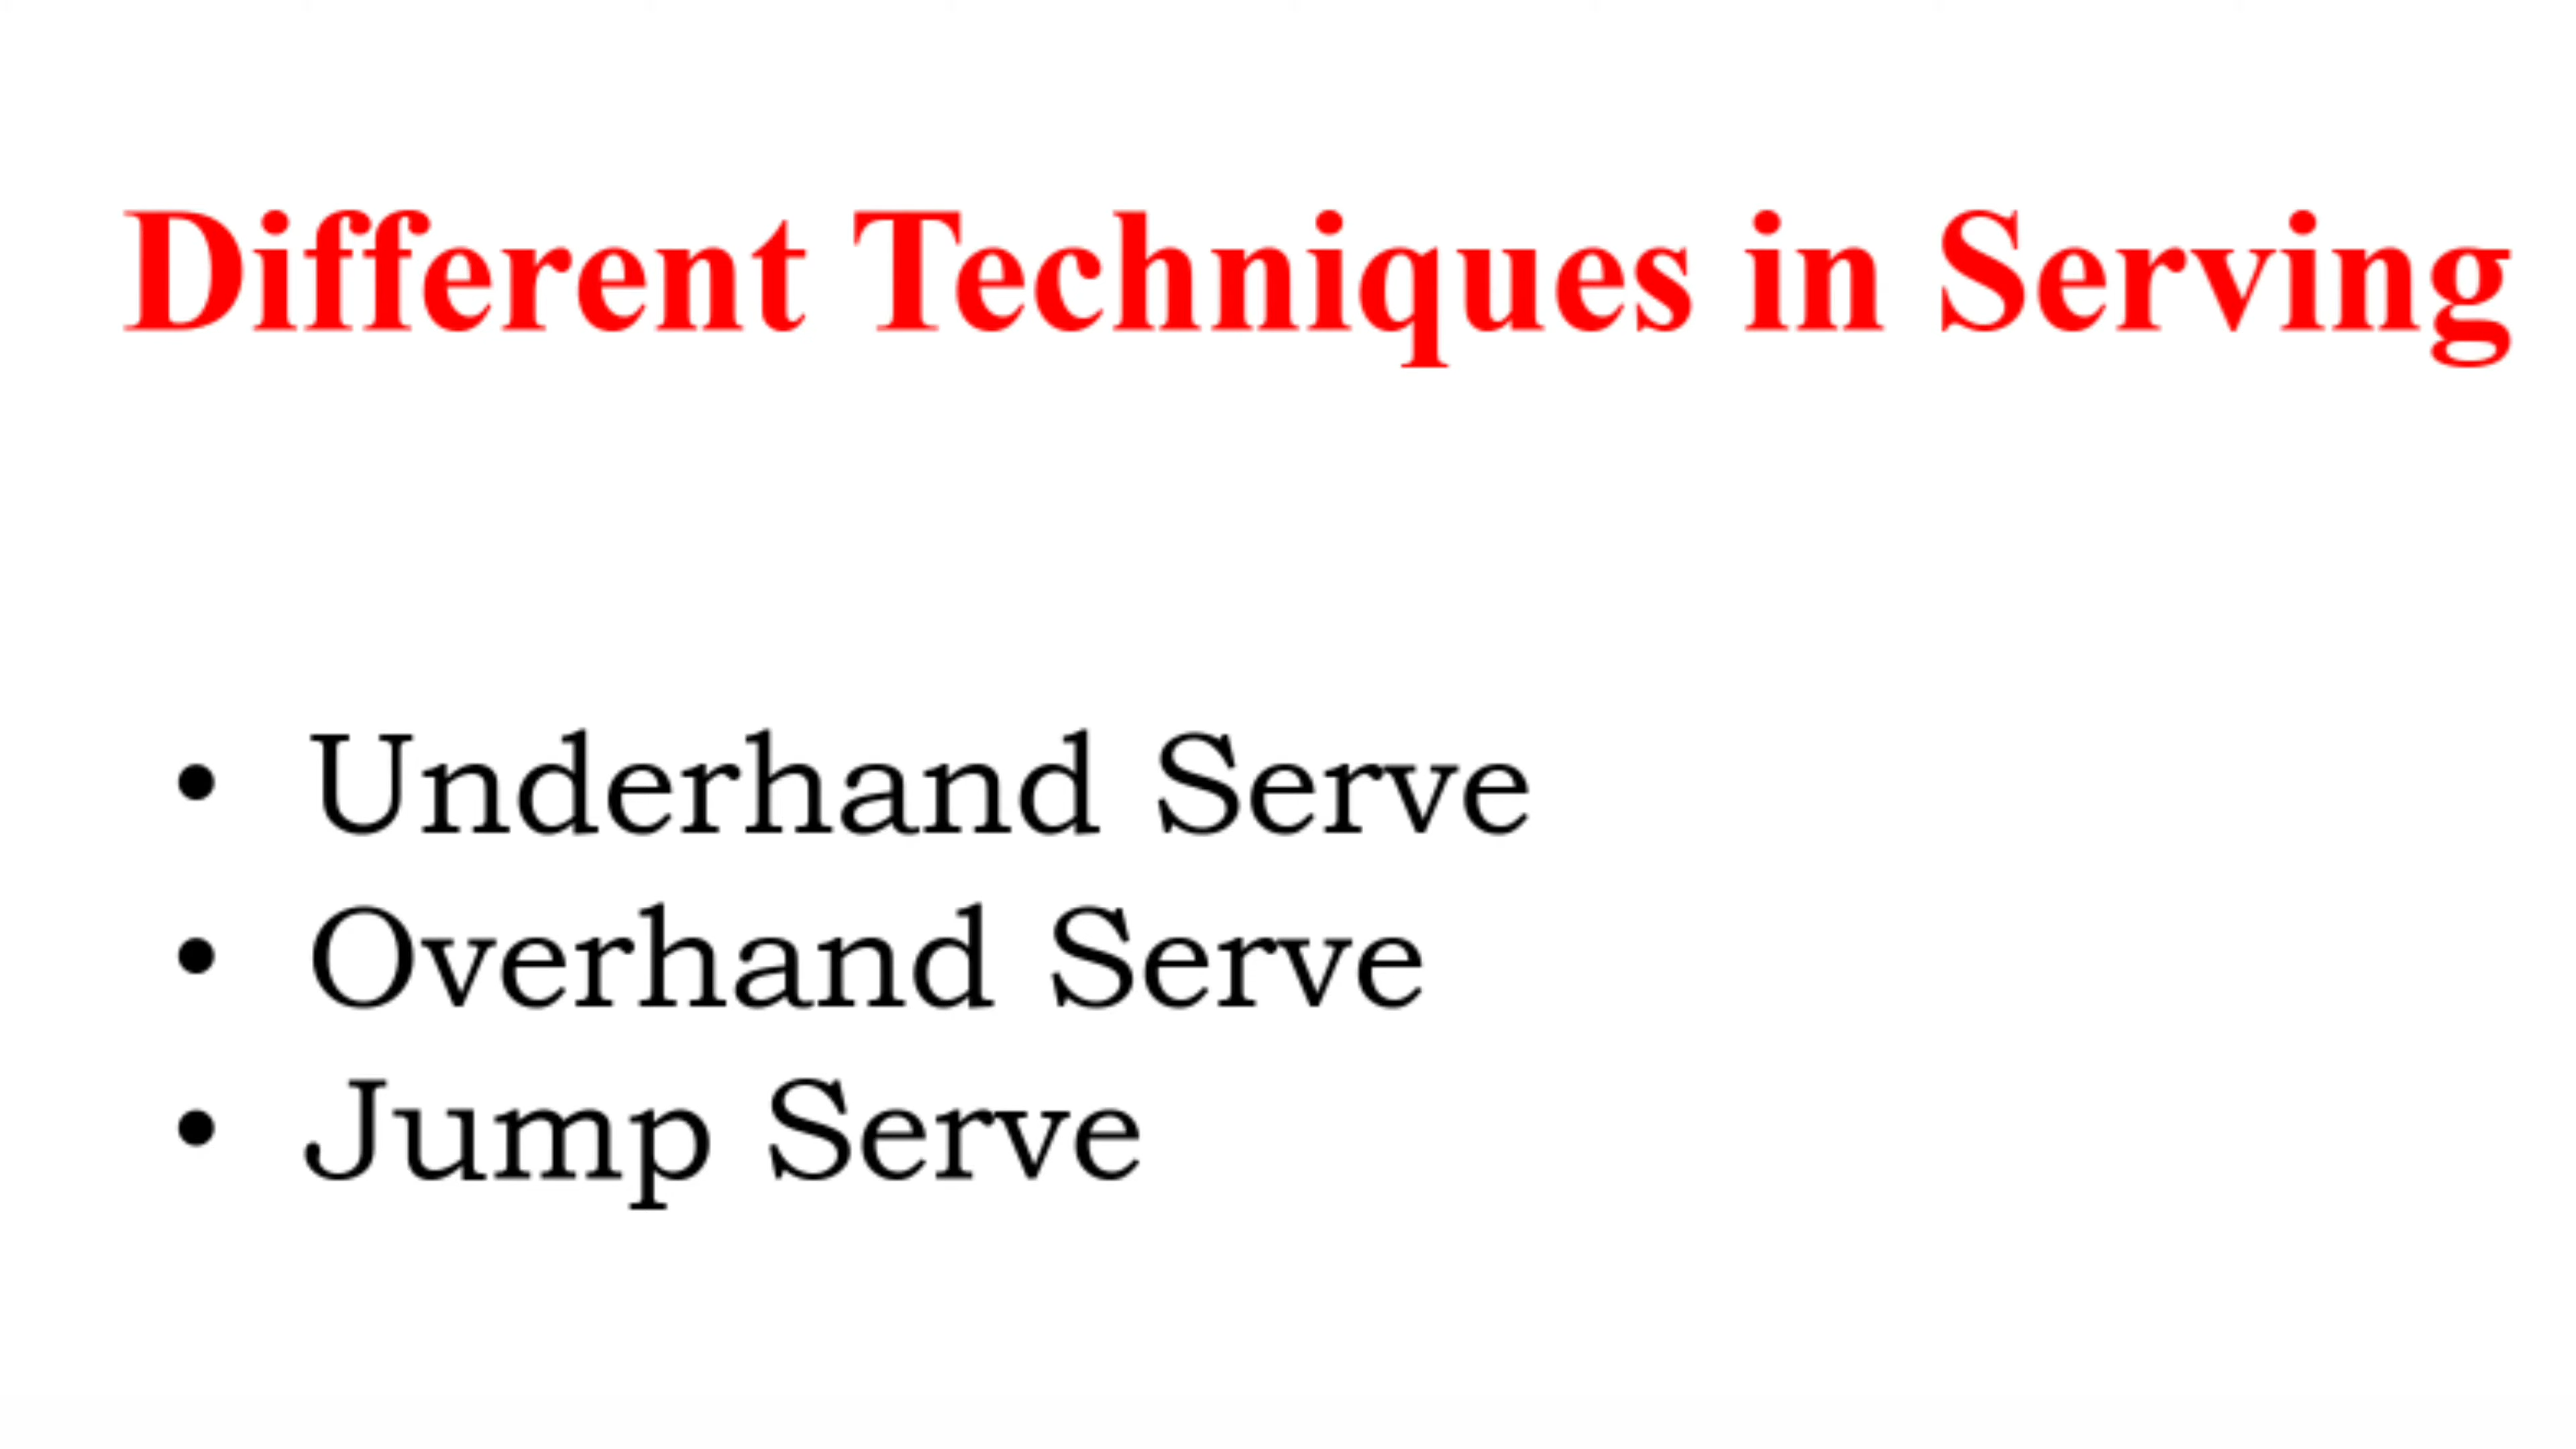 Different Techniques in Serving
• Underhand Serve
• Overhand Serve
• Jump Serve